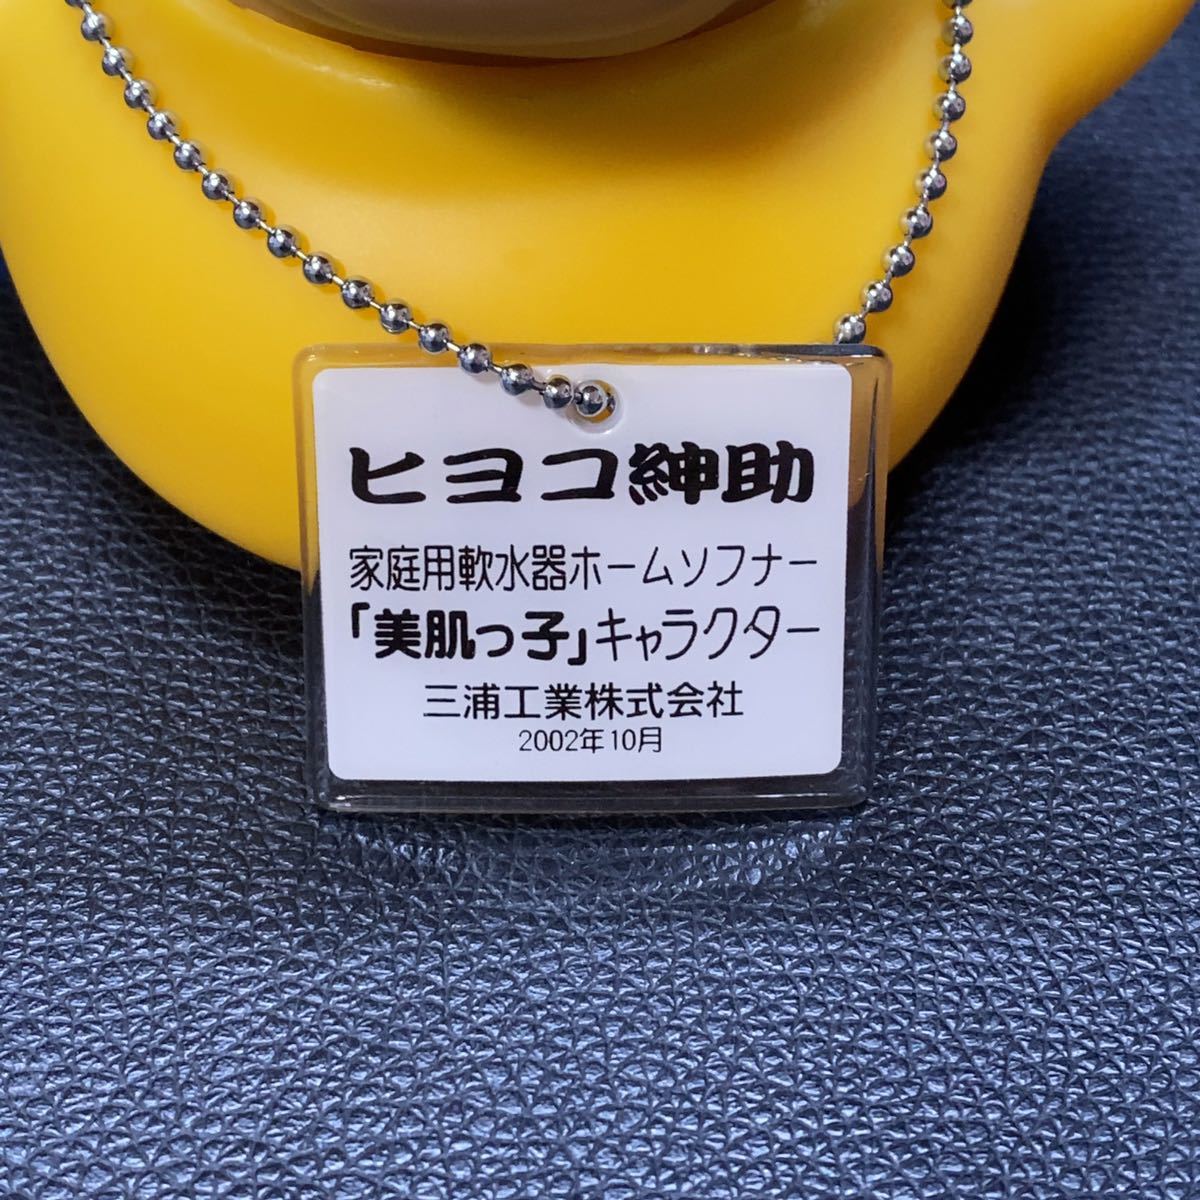 ヒヨコ紳助
家庭用軟水器ホームソフナー
「美肌っ子」キャラクター
三浦工業株式会社
2002年10月